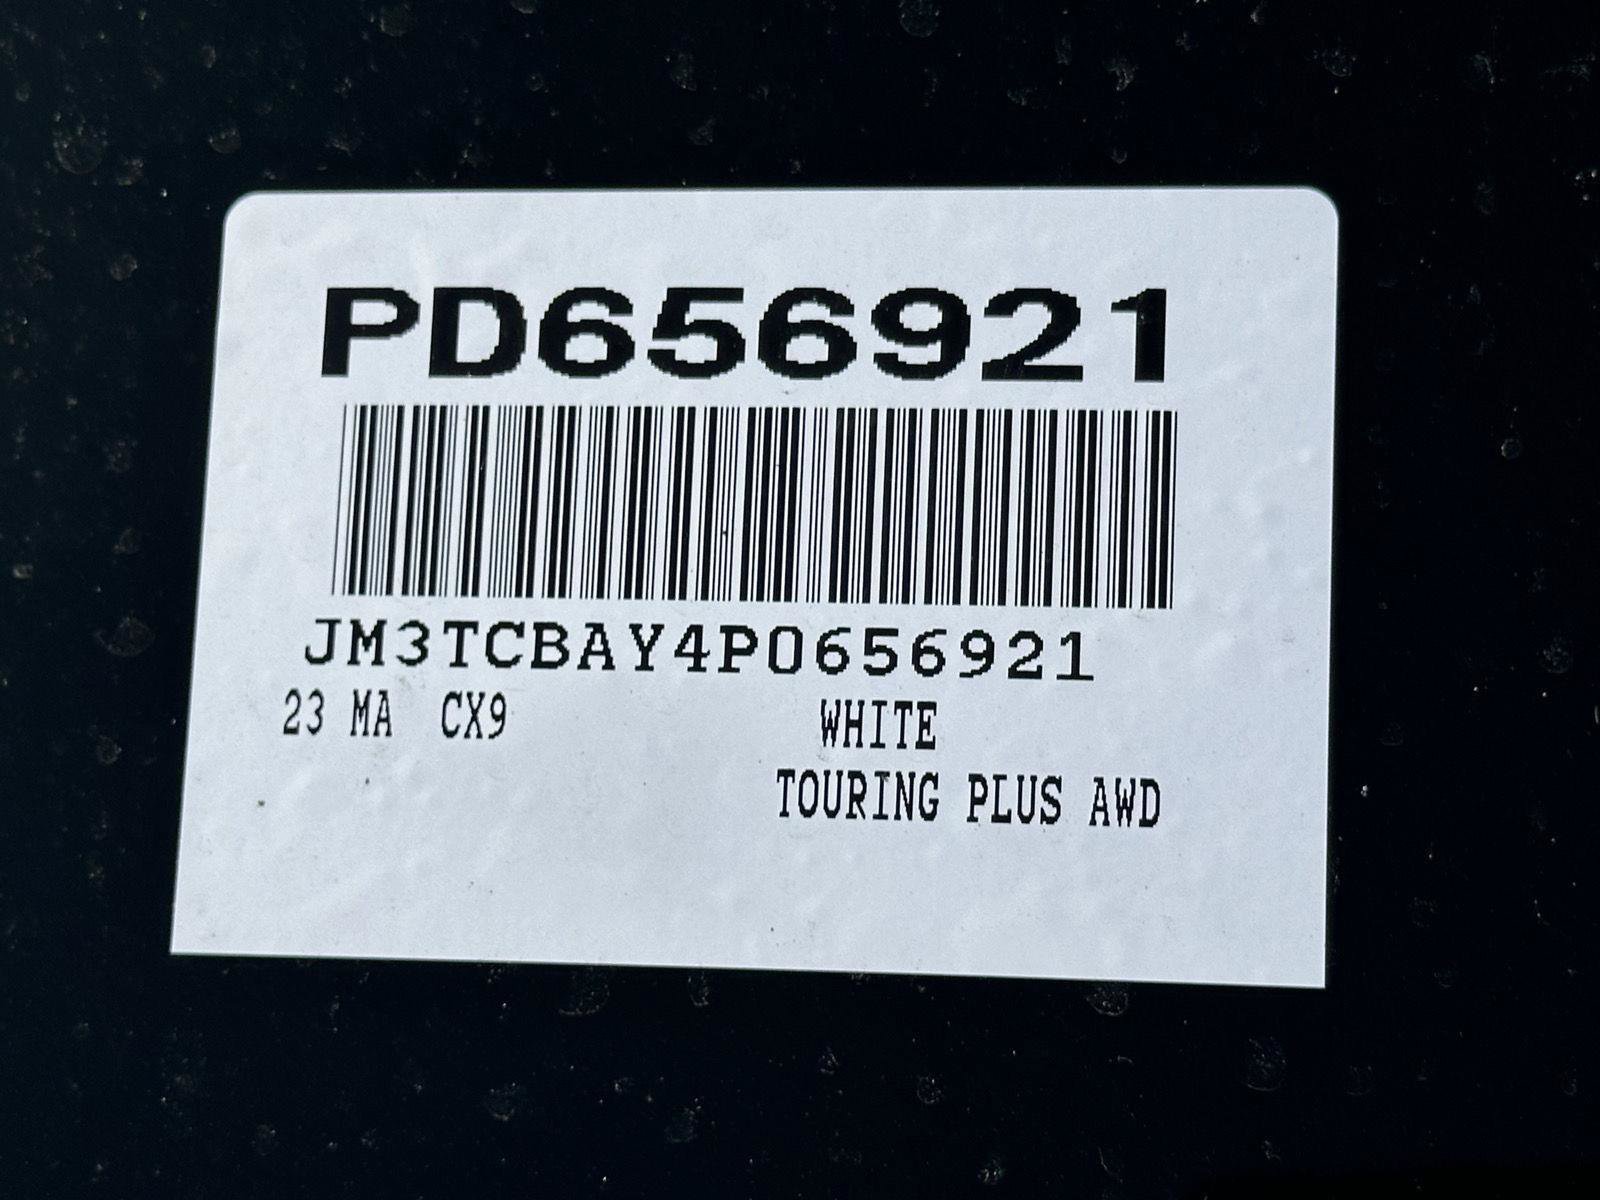 PD656921
JM3TCBAY4P0656921
23 MA CX9 WHITE
TOURING PLUS AWD